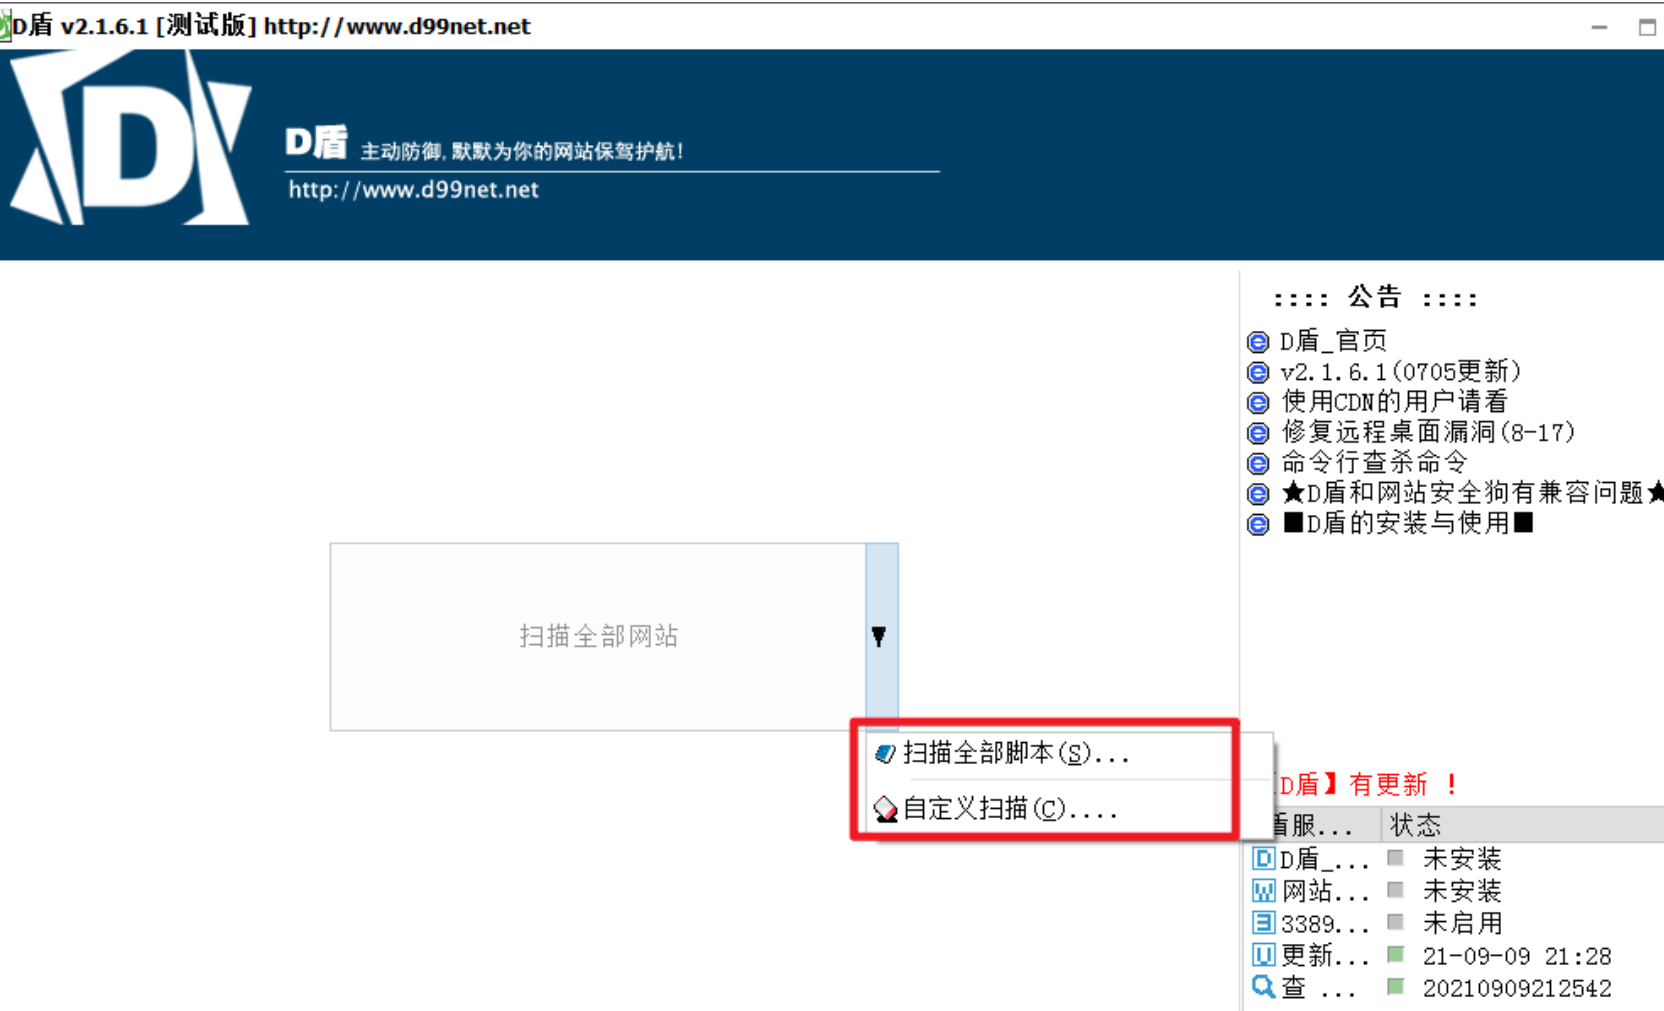 D盾 v2.1.6.1 [测试版] http://www.d99net.net
D
D盾 主动防御,默默为你的网站保驾护航!
http://www.d99net.net
:::: 公告 ::::
D盾_官页
v2.1.6.1(0705更新)
使用CDN的用户请看
修复远程桌面漏洞(8-17)
命令行查杀命令
★D盾和网站安全狗有兼容问题★
■D盾的安装与使用■
扫描全部网站
扫描全部脚本(S)...
自定义扫描(C)....
D盾】有更新 !
盾服... 状态
D盾_... 未安装
网站... 未安装
3389... 未启用
更新... 21-09-09 21:28
查 ... 20210909212542